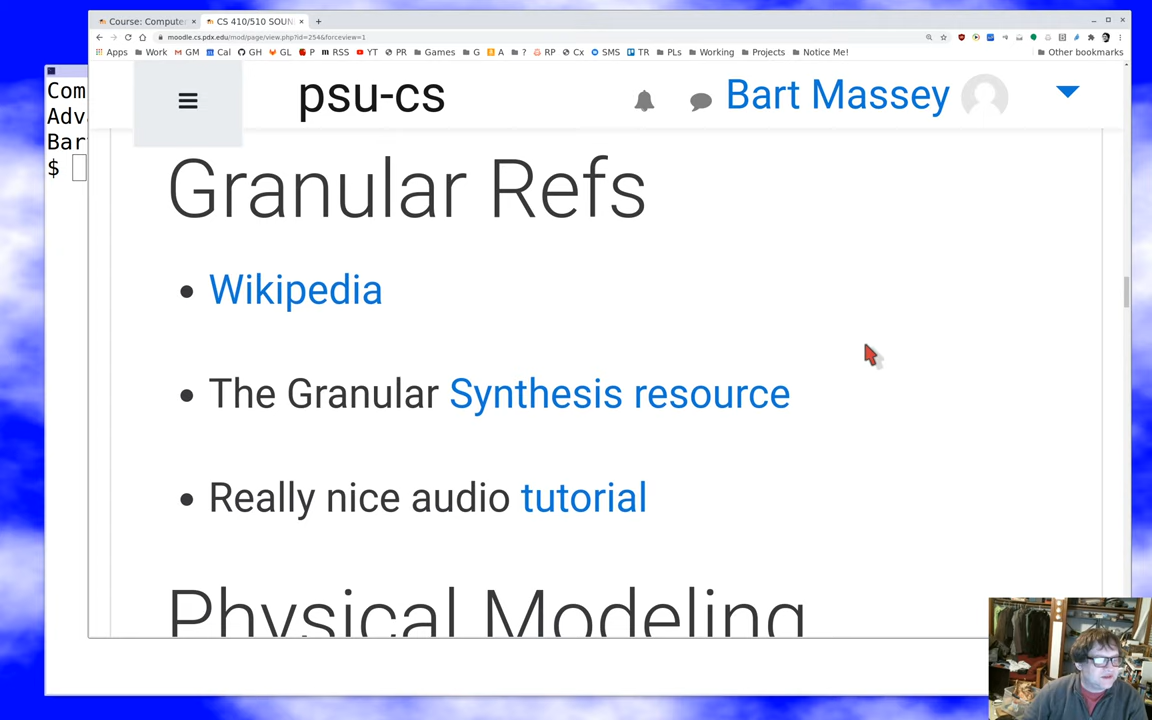 Course: Compute
CS 410/510 SOUN
moodle.cs.pdx.edu/mod/page/view.php?id=254&forceview=1
Apps Work GM Cal GH GL P RSS YT PR Games G A ? RP Cx SMS TR PLs Working Projects Notice Me! Other bookmarks
Com
Adv
Bar
$
psu-cs
Bart Massey
Granular Refs
Wikipedia
The Granular Synthesis resource
Really nice audio tutorial
Physical Modeling